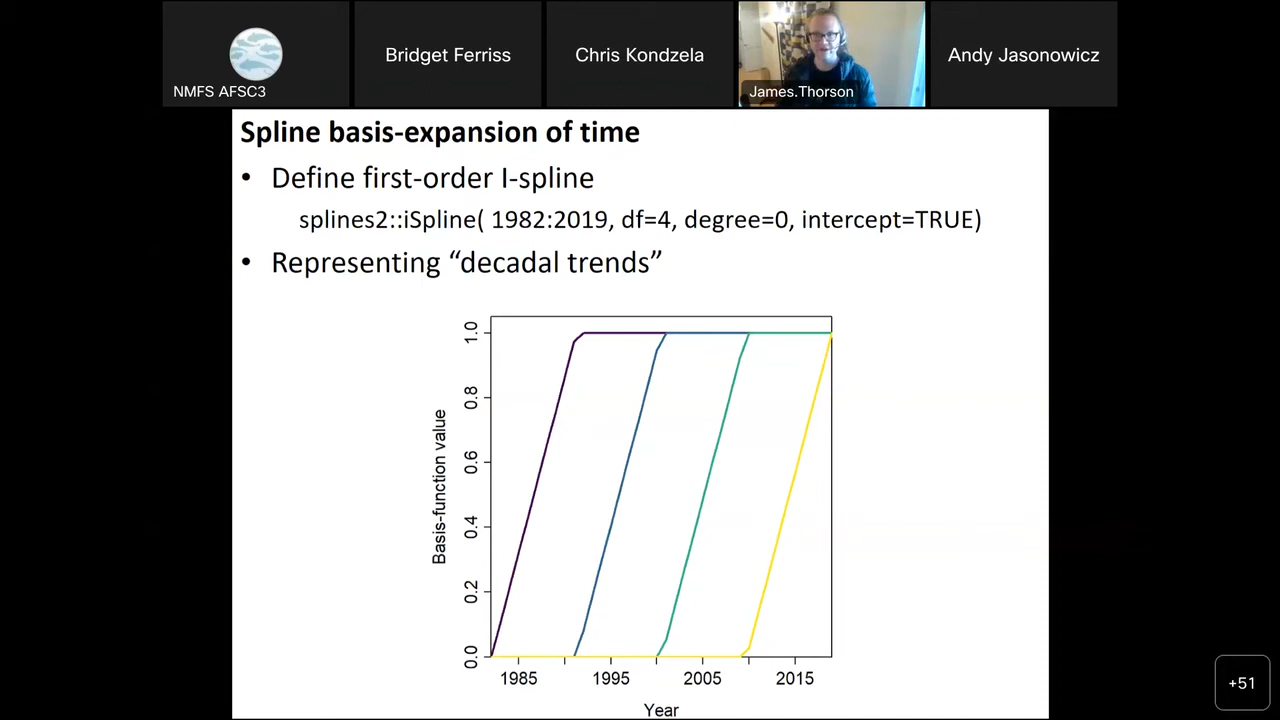 NMFS AFSC3
Bridget Ferriss
Chris Kondzela
James.Thorson
Andy Jasonowicz
Spline basis-expansion of time
• Define first-order I-spline
splines2::iSpline( 1982:2019, df=4, degree=0, intercept=TRUE)
• Representing “decadal trends”
Basis-function value
1.0
0.8
0.6
0.4
0.2
0.0
1985 1995 2005 2015
Year
+51